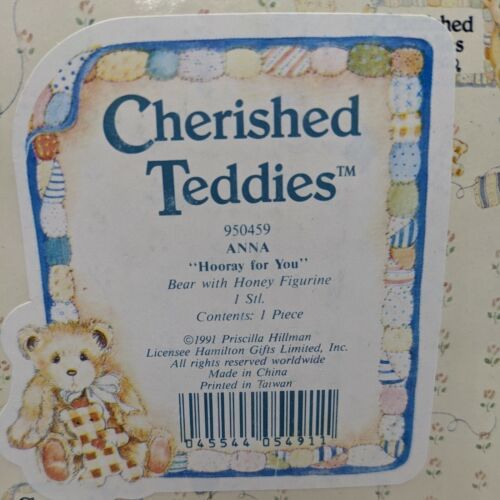 Cherished
Teddies™
950459
ANNA
"Hooray for You"
Bear with Honey Figurine
1 Stl.
Contents: 1 Piece
©1991 Priscilla Hillman
Licensee Hamilton Gifts Limited, Inc.
All rights reserved worldwide
Made in China
Printed in Taiwan
045544 054911